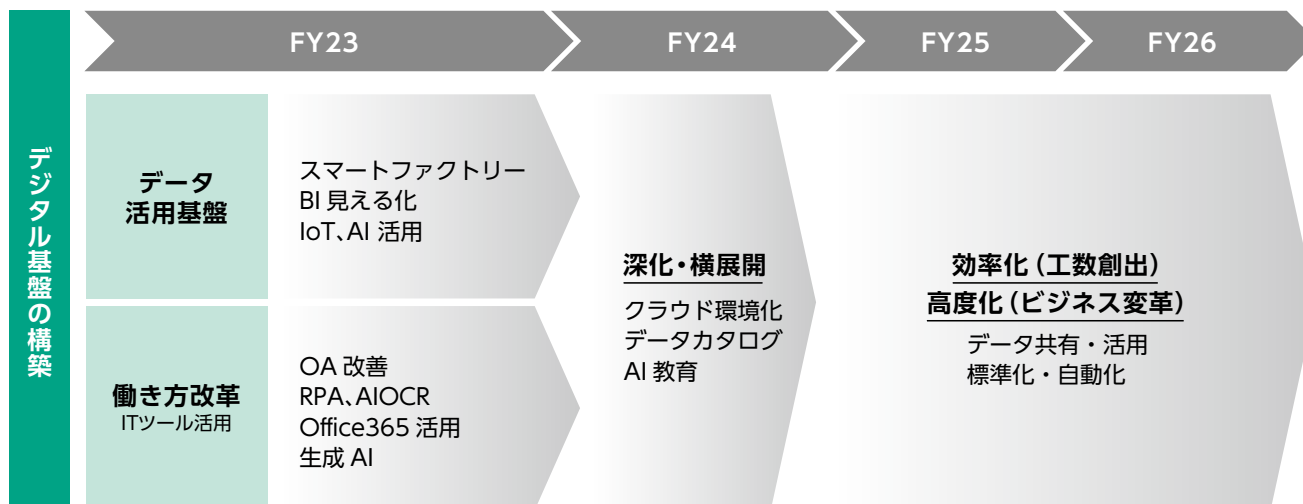 デジタル基盤の構築
FY23
FY24
FY25
FY26
データ
活用基盤
スマートファクトリー
BI 見える化
IoT、AI 活用
働き方改革
ITツール活用
OA 改善
RPA、AIOCR
Office365 活用
生成 AI
深化・横展開
クラウド環境化
データカタログ
AI 教育
効率化（工数創出）
高度化（ビジネス変革）
データ共有・活用
標準化・自動化